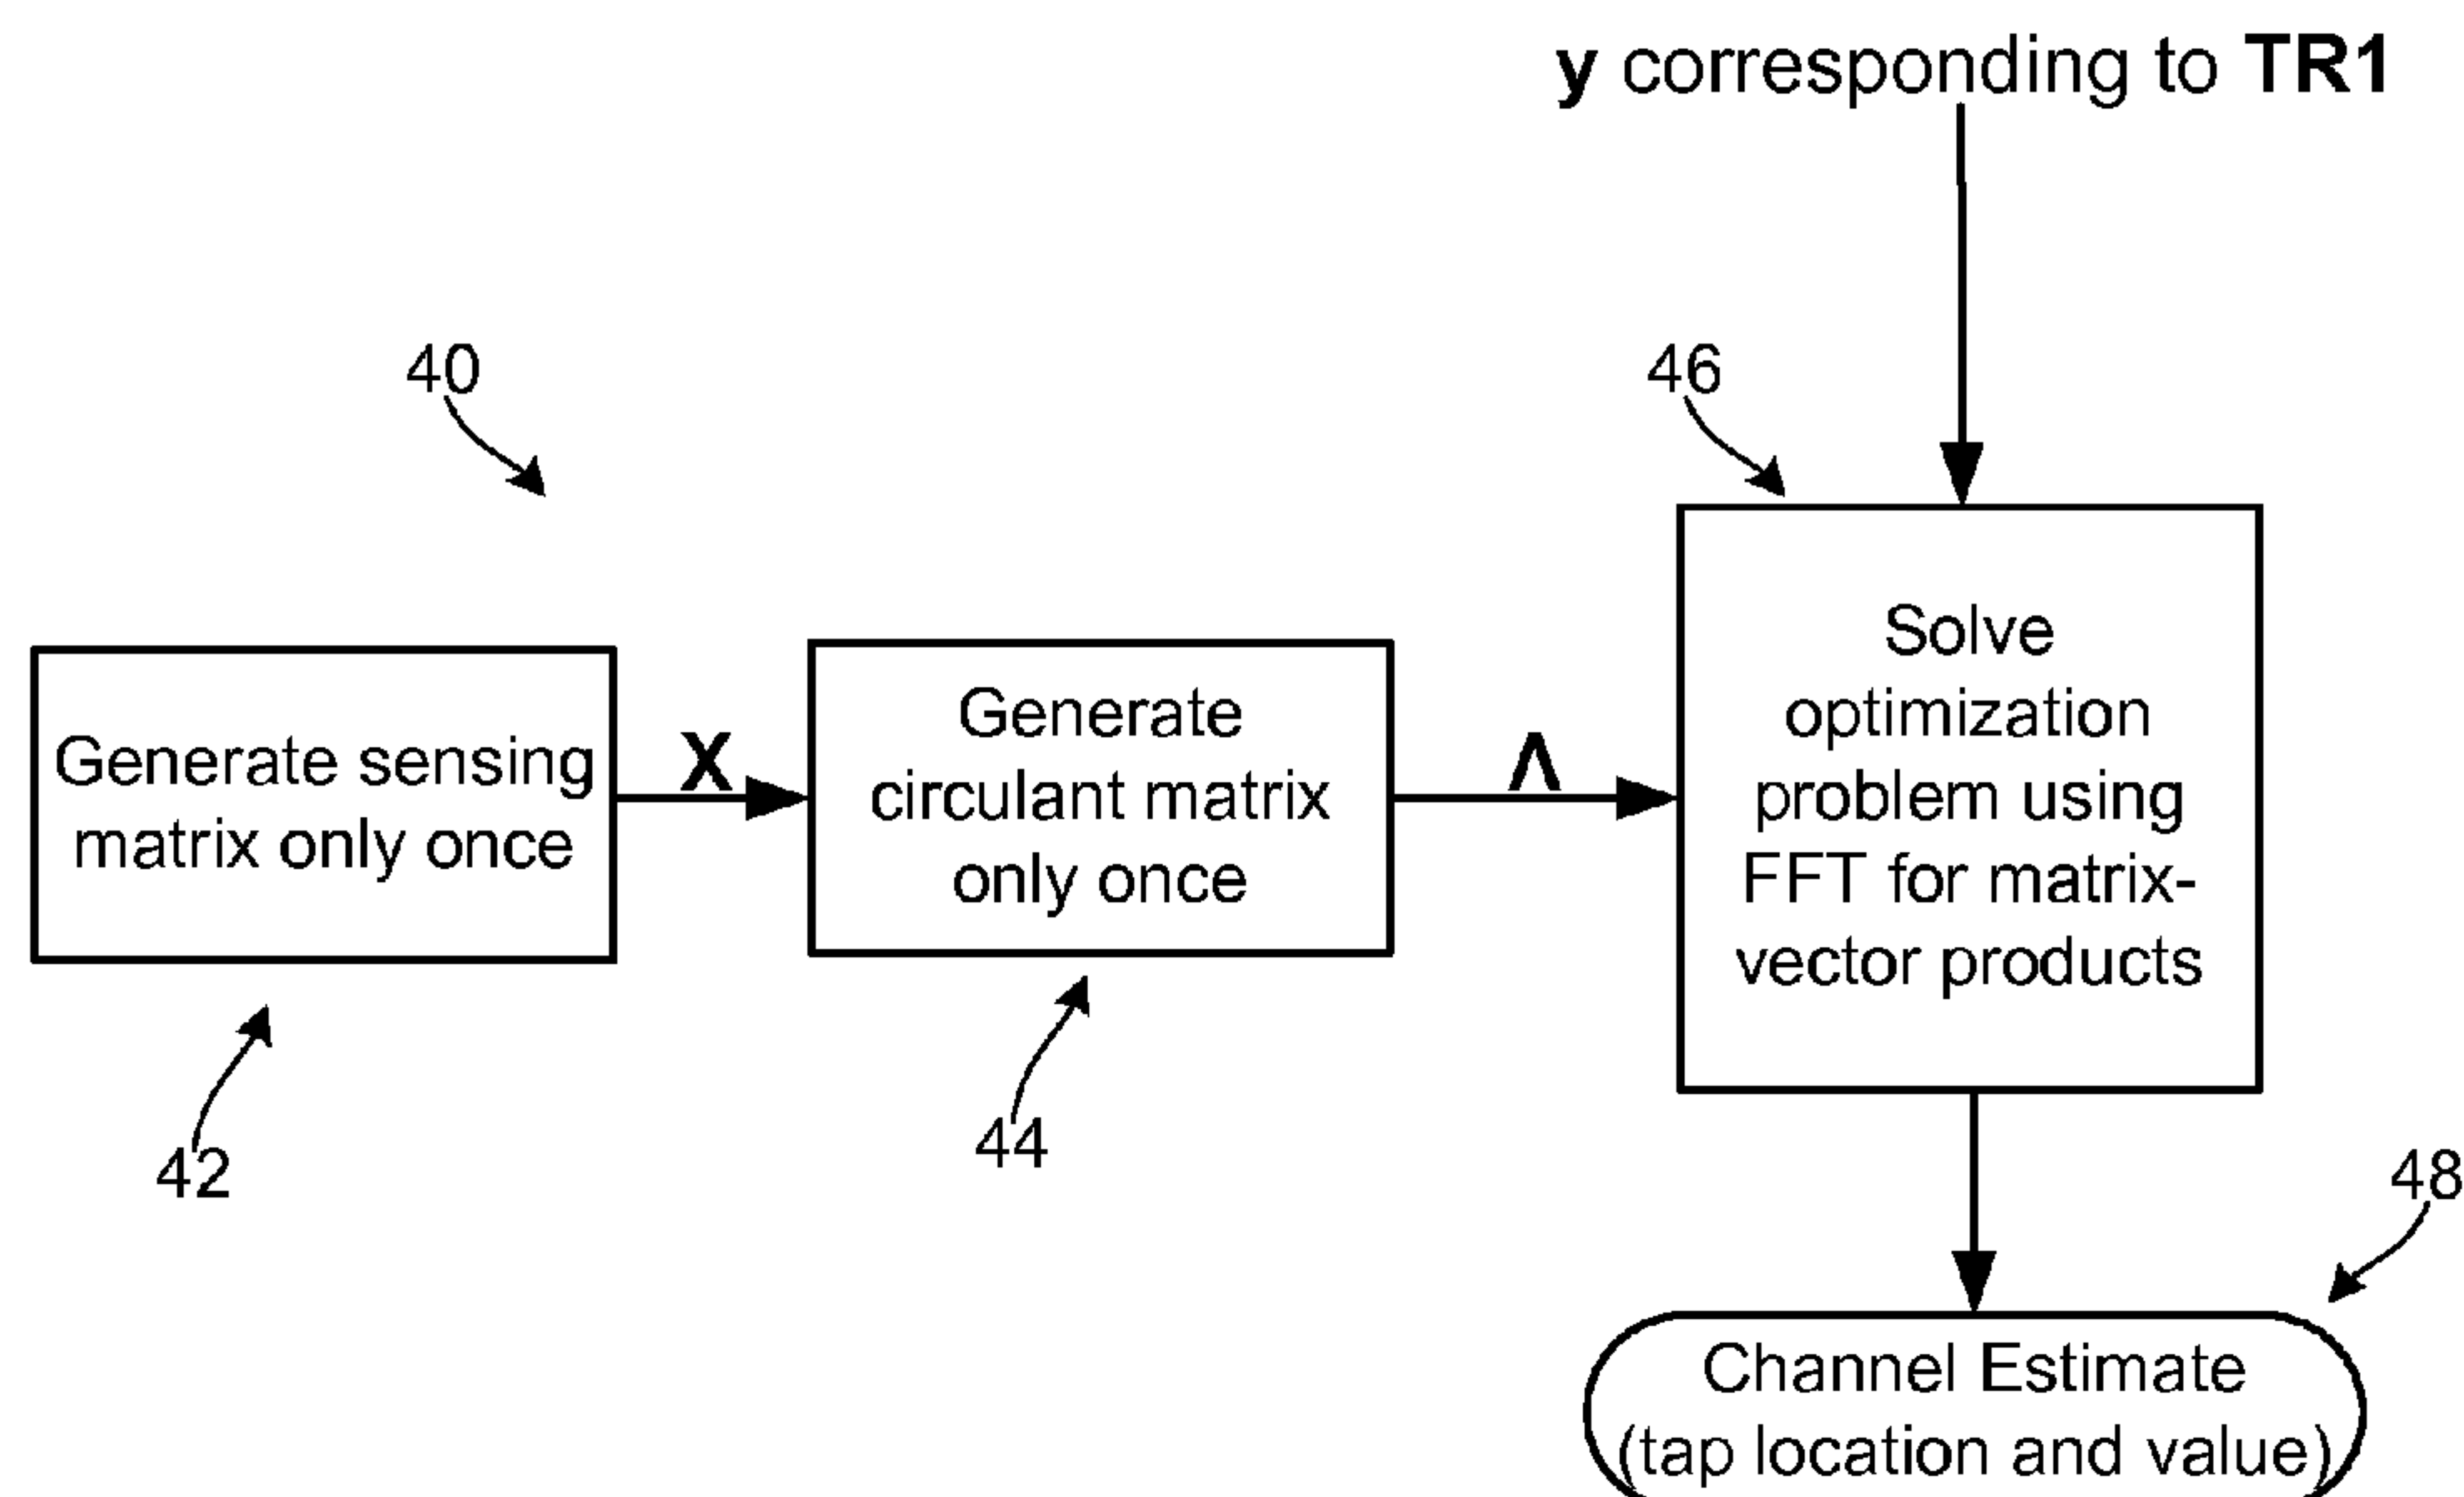 y corresponding to TR1
40
46
Generate sensing
matrix only once
X
Generate
circulant matrix
only once
Λ
Solve
optimization
problem using
FFT for matrix-
vector products
42
44
48
Channel Estimate
(tap location and value)